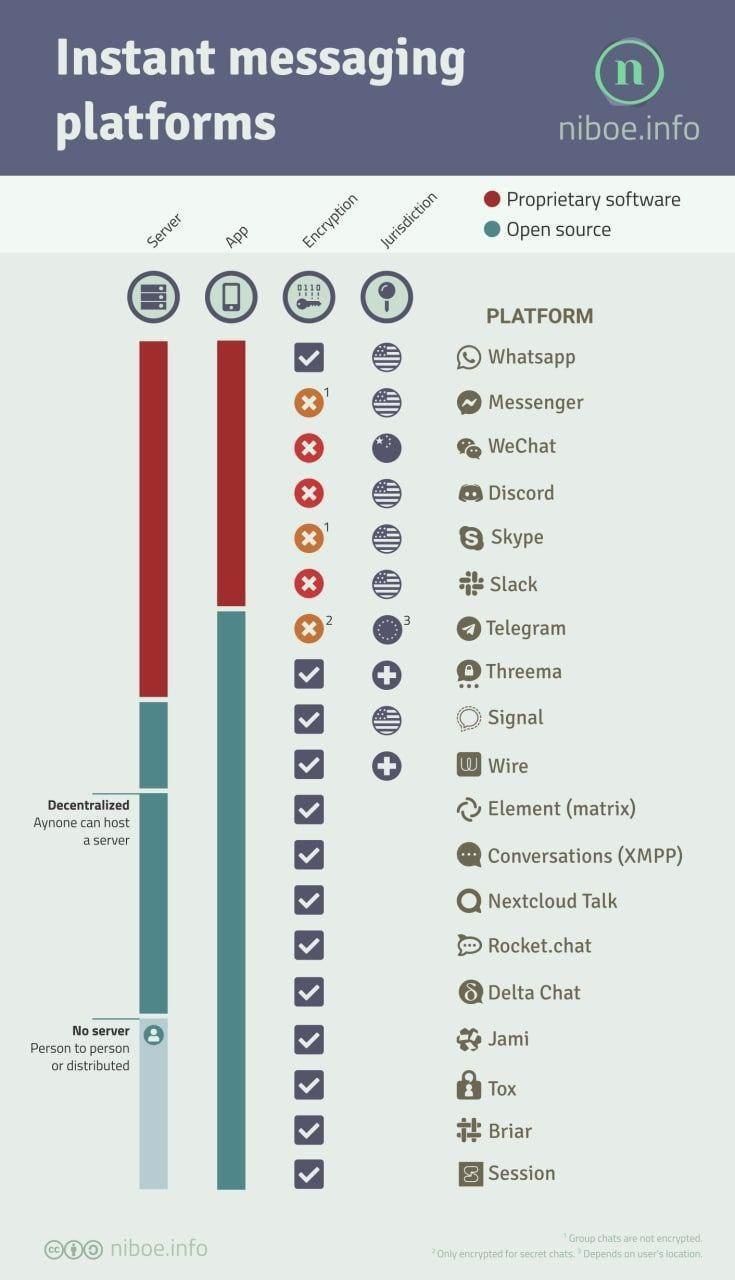 Instant messaging
platforms
n
niboe.info
Server
App
Encryption
Jurisdiction
Proprietary software
Open source
0110
PLATFORM
Whatsapp
1
Messenger
WeChat
Discord
1
Skype
Slack
2
3
Telegram
Threema
Signal
Wire
Decentralized
Aynone can host
a server
Element (matrix)
Conversations (XMPP)
Nextcloud Talk
Rocket.chat
Delta Chat
No server
Person to person
or distributed
Jami
Tox
Briar
Session
cc niboe.info
¹ Group chats are not encrypted.
² Only encrypted for secret chats. ³ Depends on user's location.